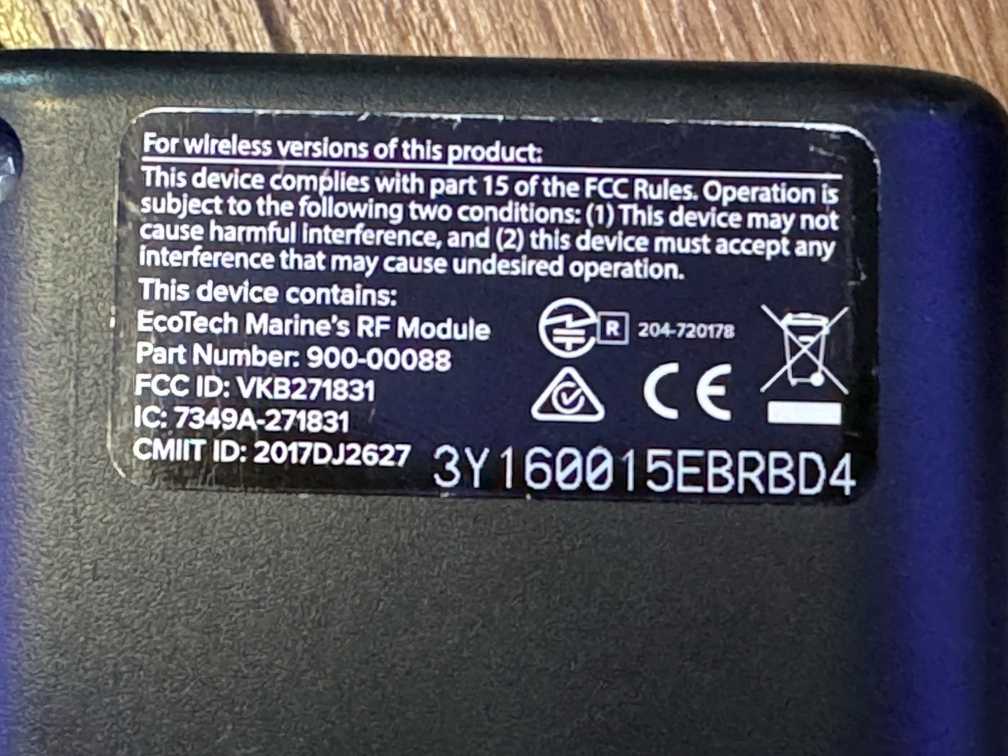 For wireless versions of this product:
This device complies with part 15 of the FCC Rules. Operation is
subject to the following two conditions: (1) This device may not
cause harmful interference, and (2) this device must accept any
interference that may cause undesired operation.
This device contains:
EcoTech Marine's RF Module
Part Number: 900-00088
FCC ID: VKB271831
IC: 7349A-271831
CMIIT ID: 2017DJ2627
R 204-720178
CE
3Y160015EBRBD4